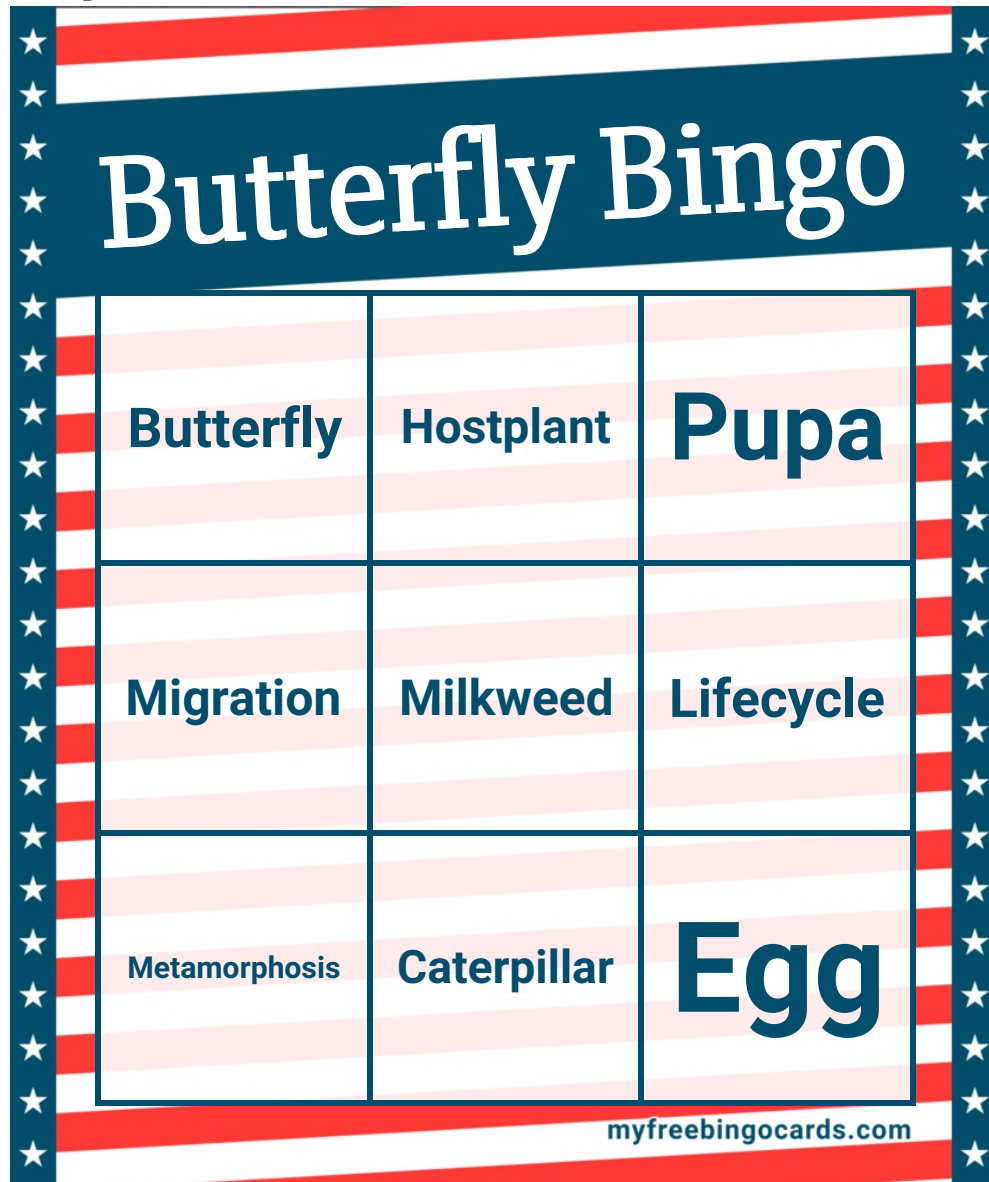 Butterfly Bingo
Butterfly
Hostplant
Pupa
Migration
Milkweed
Lifecycle
Metamorphosis
Caterpillar
Egg
myfreebingocards.com